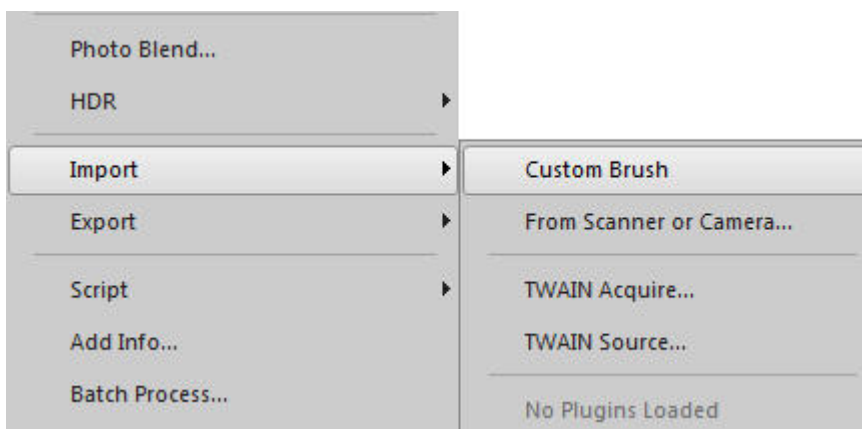 Photo Blend...
HDR
Import
Export
Script
Add Info...
Batch Process...
Custom Brush
From Scanner or Camera...
TWAIN Acquire...
TWAIN Source...
No Plugins Loaded